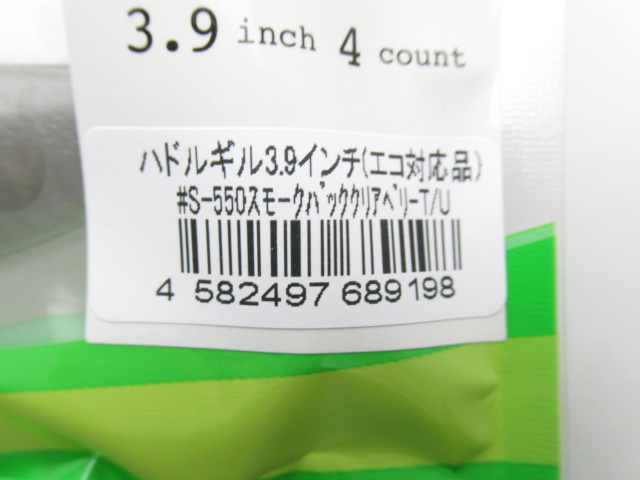 3.9 inch 4 count
ハドルギル3.9インチ(エコ対応品)
#S-550スモークバッククリアベリーT/U
4 582497 689198